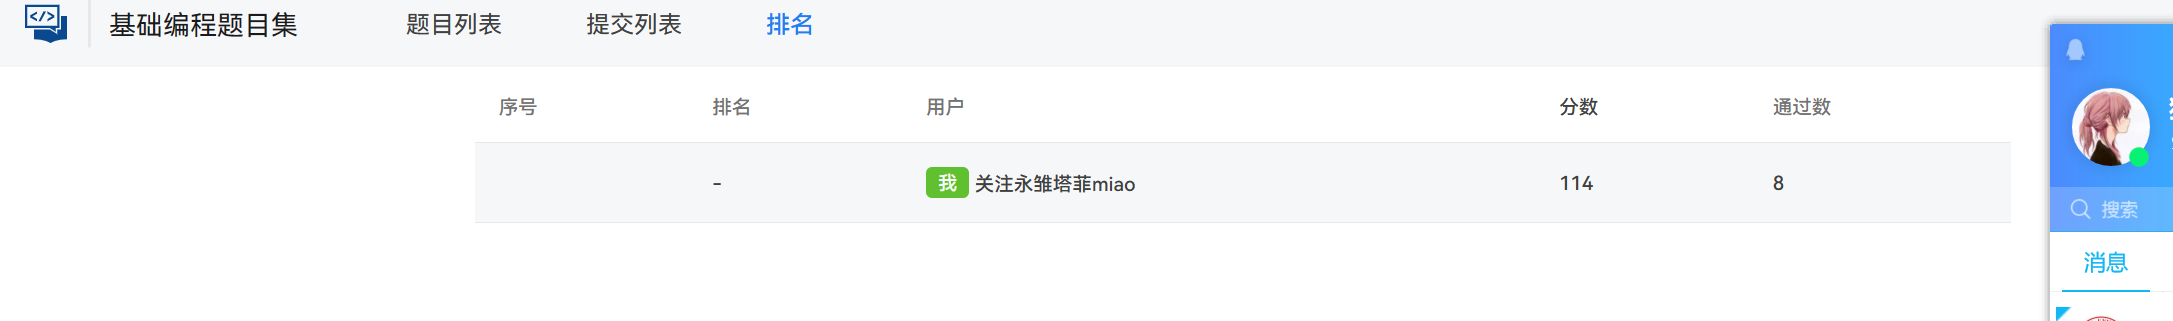 基础编程题目集 题目列表 提交列表 排名
序号 排名 用户 分数 通过数
- 我 关注永雏塔菲miao 114 8
搜索
消息